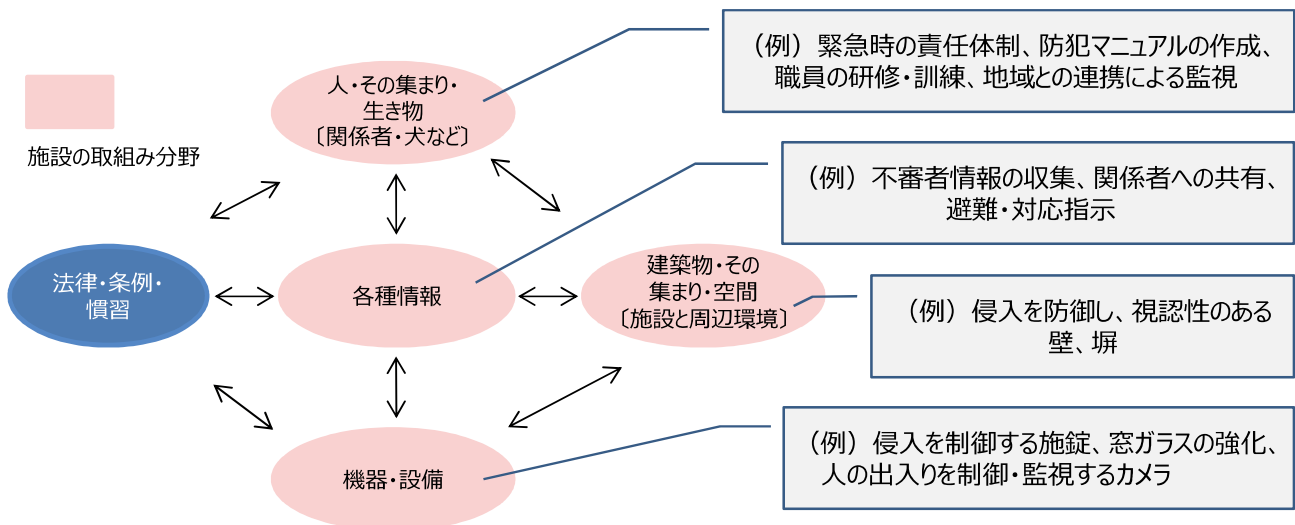 （例）緊急時の責任体制、防犯マニュアルの作成、
職員の研修・訓練、地域との連携による監視
人・その集まり・
生き物
〔関係者・犬など〕
施設の取組み分野
（例）不審者情報の収集、関係者への共有、
避難・対応指示
法律・条例・
慣習
各種情報
建築物・その
集まり・空間
〔施設と周辺環境〕
（例）侵入を防御し、視認性のある
壁、塀
（例）侵入を制御する施錠、窓ガラスの強化、
人の出入りを制御・監視するカメラ
機器・設備